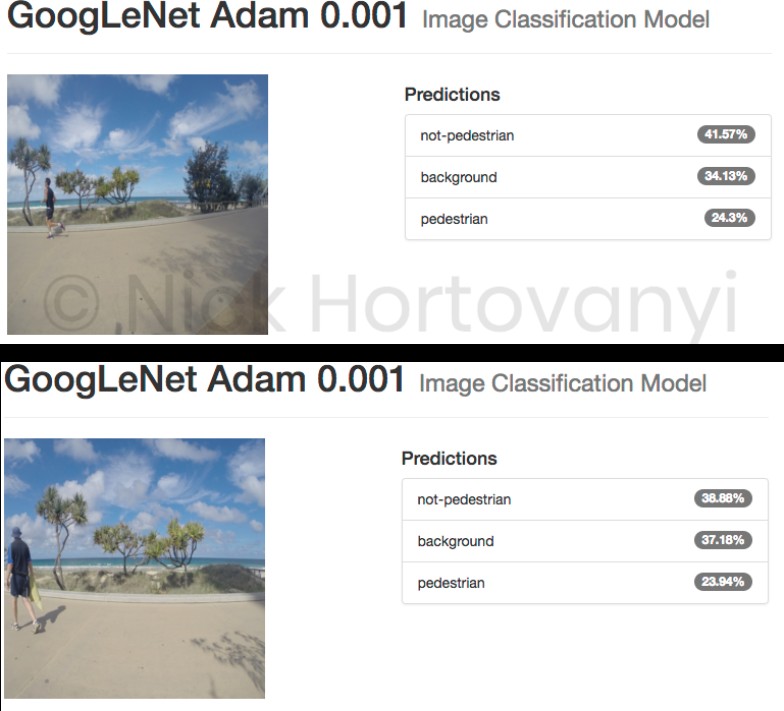 GoogLeNet Adam 0.001 Image Classification Model
Predictions
not-pedestrian 41.57%
background 34.13%
pedestrian 24.3%
© Nick Hortovanyi
GoogLeNet Adam 0.001 Image Classification Model
Predictions
not-pedestrian 38.88%
background 37.18%
pedestrian 23.94%